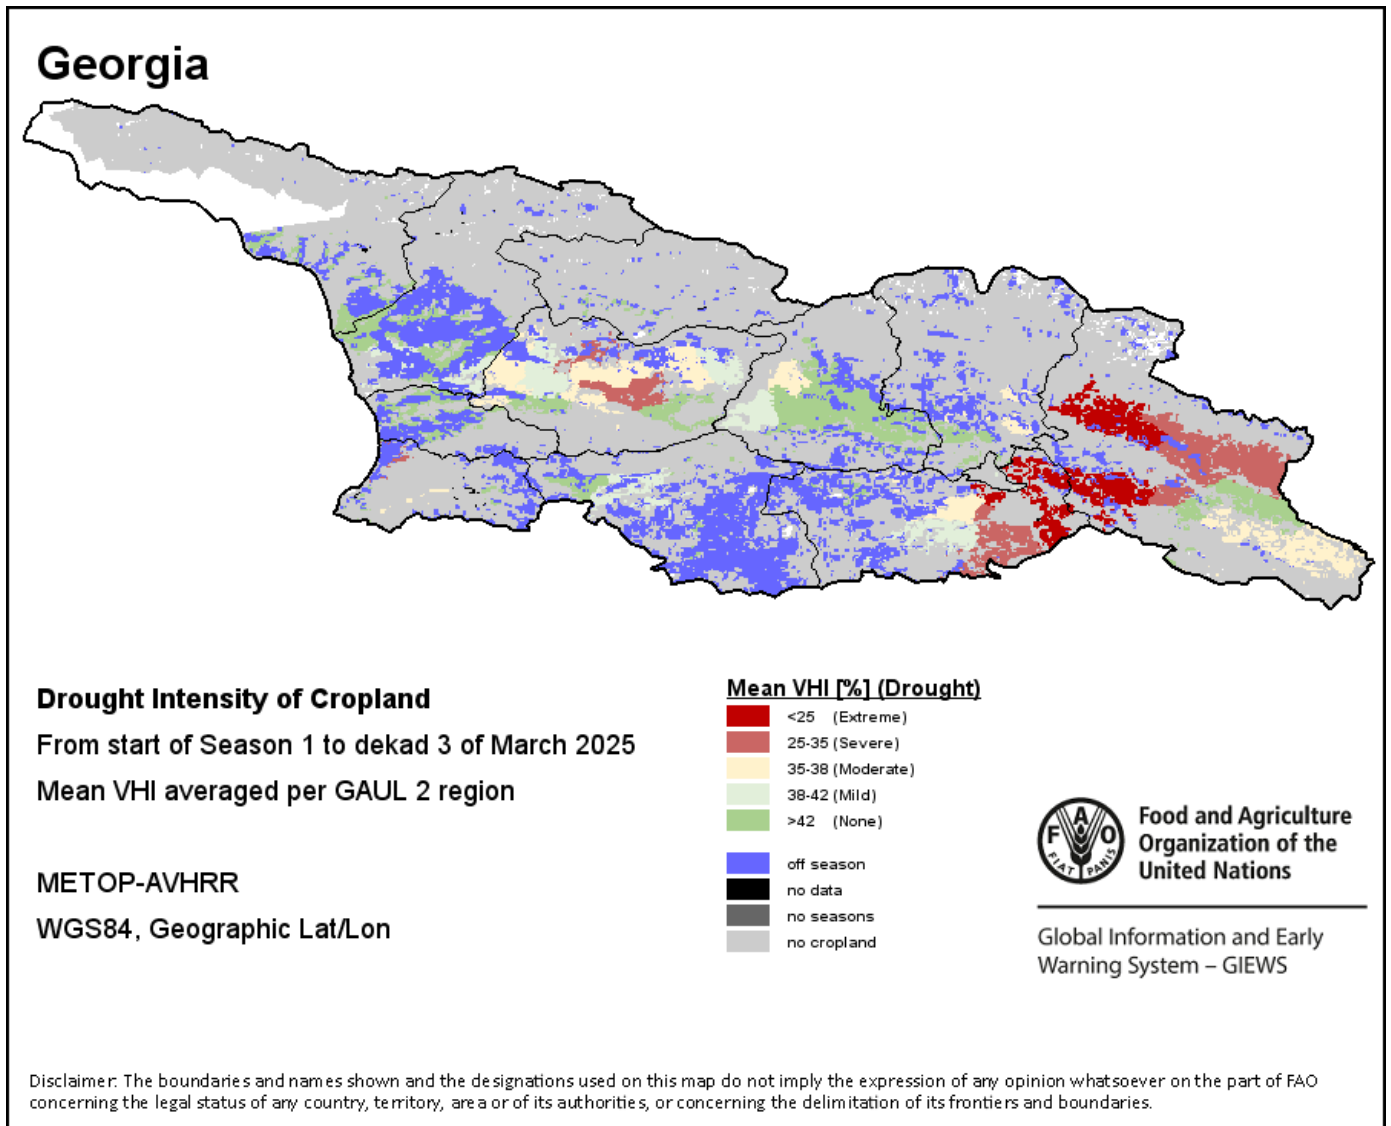 Georgia
Drought Intensity of Cropland
From start of Season 1 to dekad 3 of March 2025
Mean VHI averaged per GAUL 2 region
METOP-AVHRR
WGS84, Geographic Lat/Lon
Mean VHI [%] (Drought)
<25 (Extreme)
25-35 (Severe)
35-38 (Moderate)
38-42 (Mild)
>42 (None)
off season
no data
no seasons
no cropland
F A O
FIAT PANIS
Food and Agriculture
Organization of the
United Nations
Global Information and Early
Warning System – GIEWS
Disclaimer: The boundaries and names shown and the designations used on this map do not imply the expression of any opinion whatsoever on the part of FAO
concerning the legal status of any country, territory, area or of its authorities, or concerning the delimitation of its frontiers and boundaries.